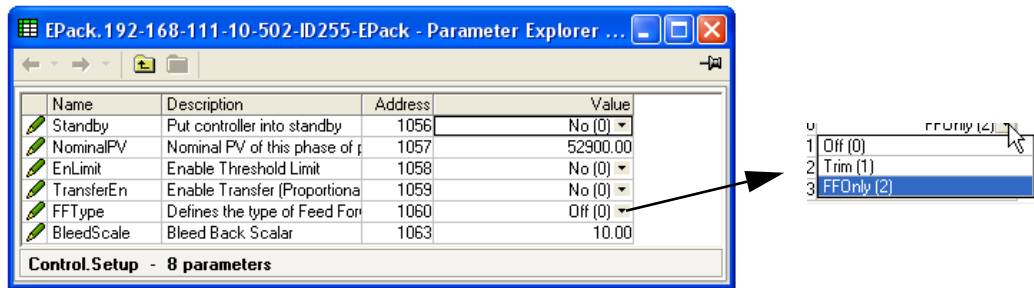 EPack.192-168-111-10-502-ID255-EPack - Parameter Explorer ...
Name Description Address Value
Standby Put controller into standby 1056 No (0)
NominalPV Nominal PV of this phase of p 1057 52900.00
EnLimit Enable Threshold Limit 1058 No (0)
TransferEn Enable Transfer (Proportiona 1059 No (0)
FFType Defines the type of Feed For 1060 Off (0)
BleedScale Bleed Back Scalar 1063 10.00
Control.Setup - 8 parameters
FFOnly (2)
1 Off (0)
2 Trim (1)
3 FFOnly (2)